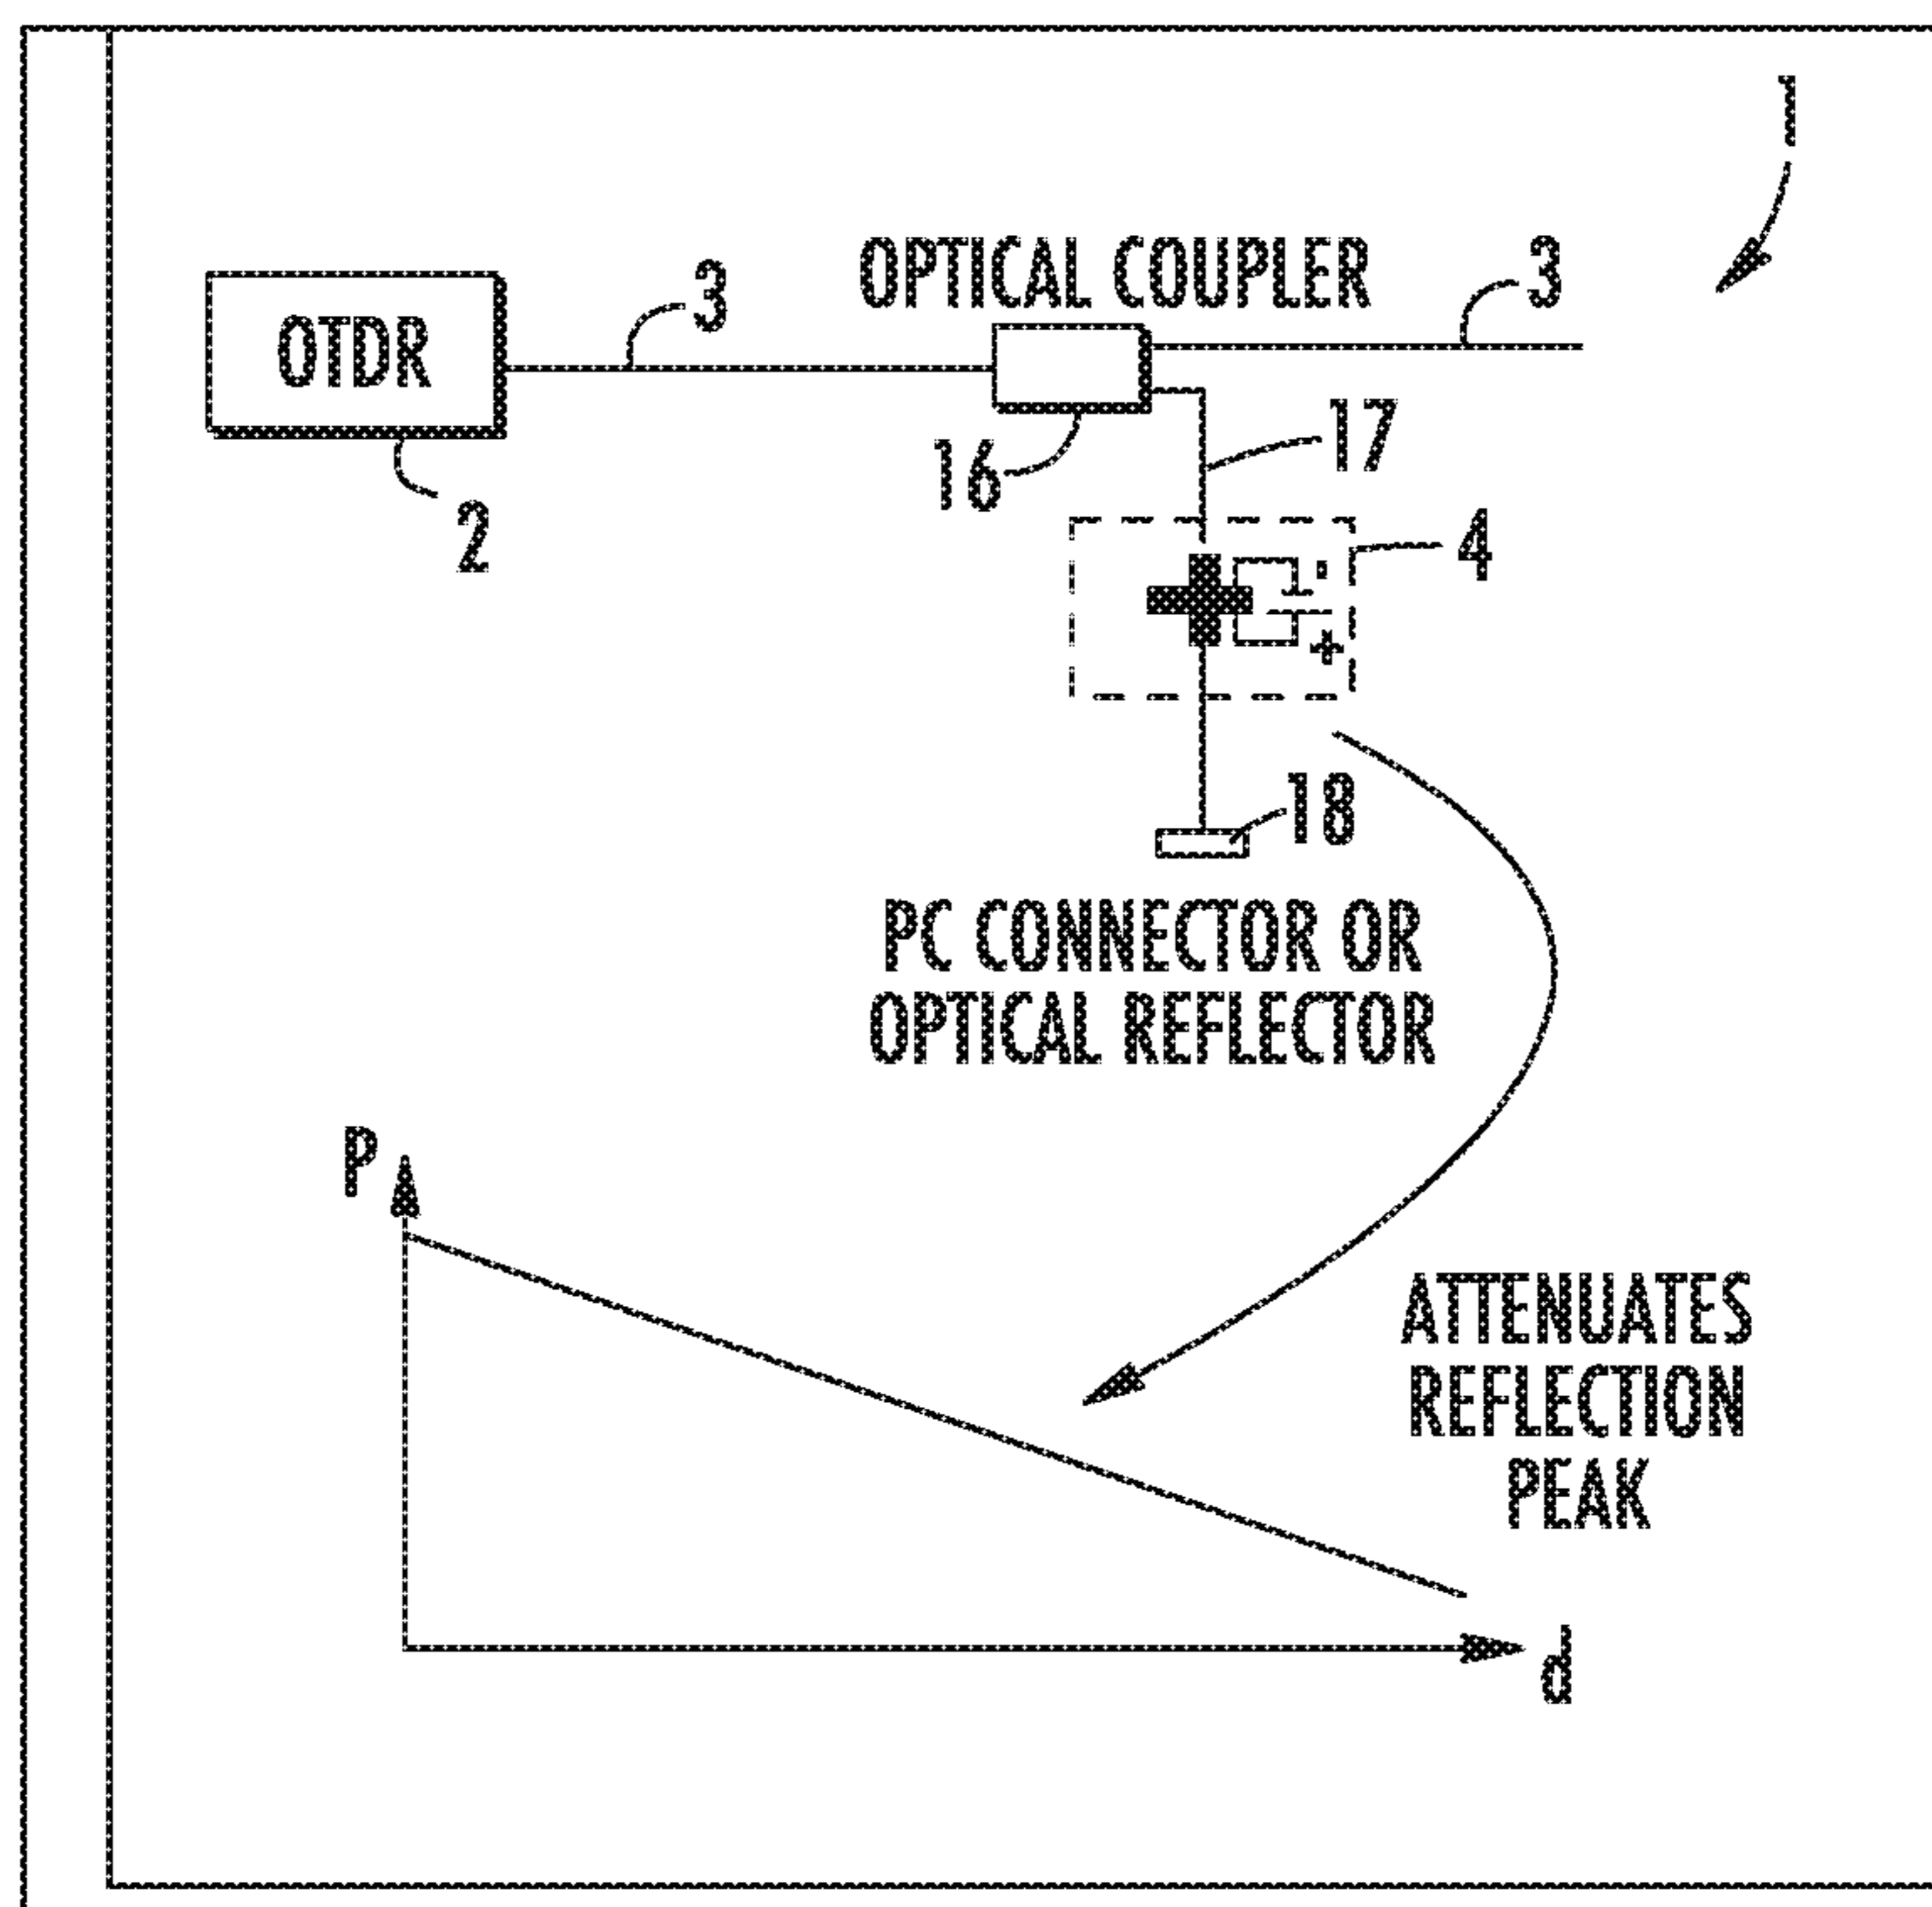 1
OPTICAL COUPLER
3
3
OTDR
16
17
2
4
-
+
18
PC CONNECTOR OR
OPTICAL REFLECTOR
P
ATTENUATES
REFLECTION
PEAK
d